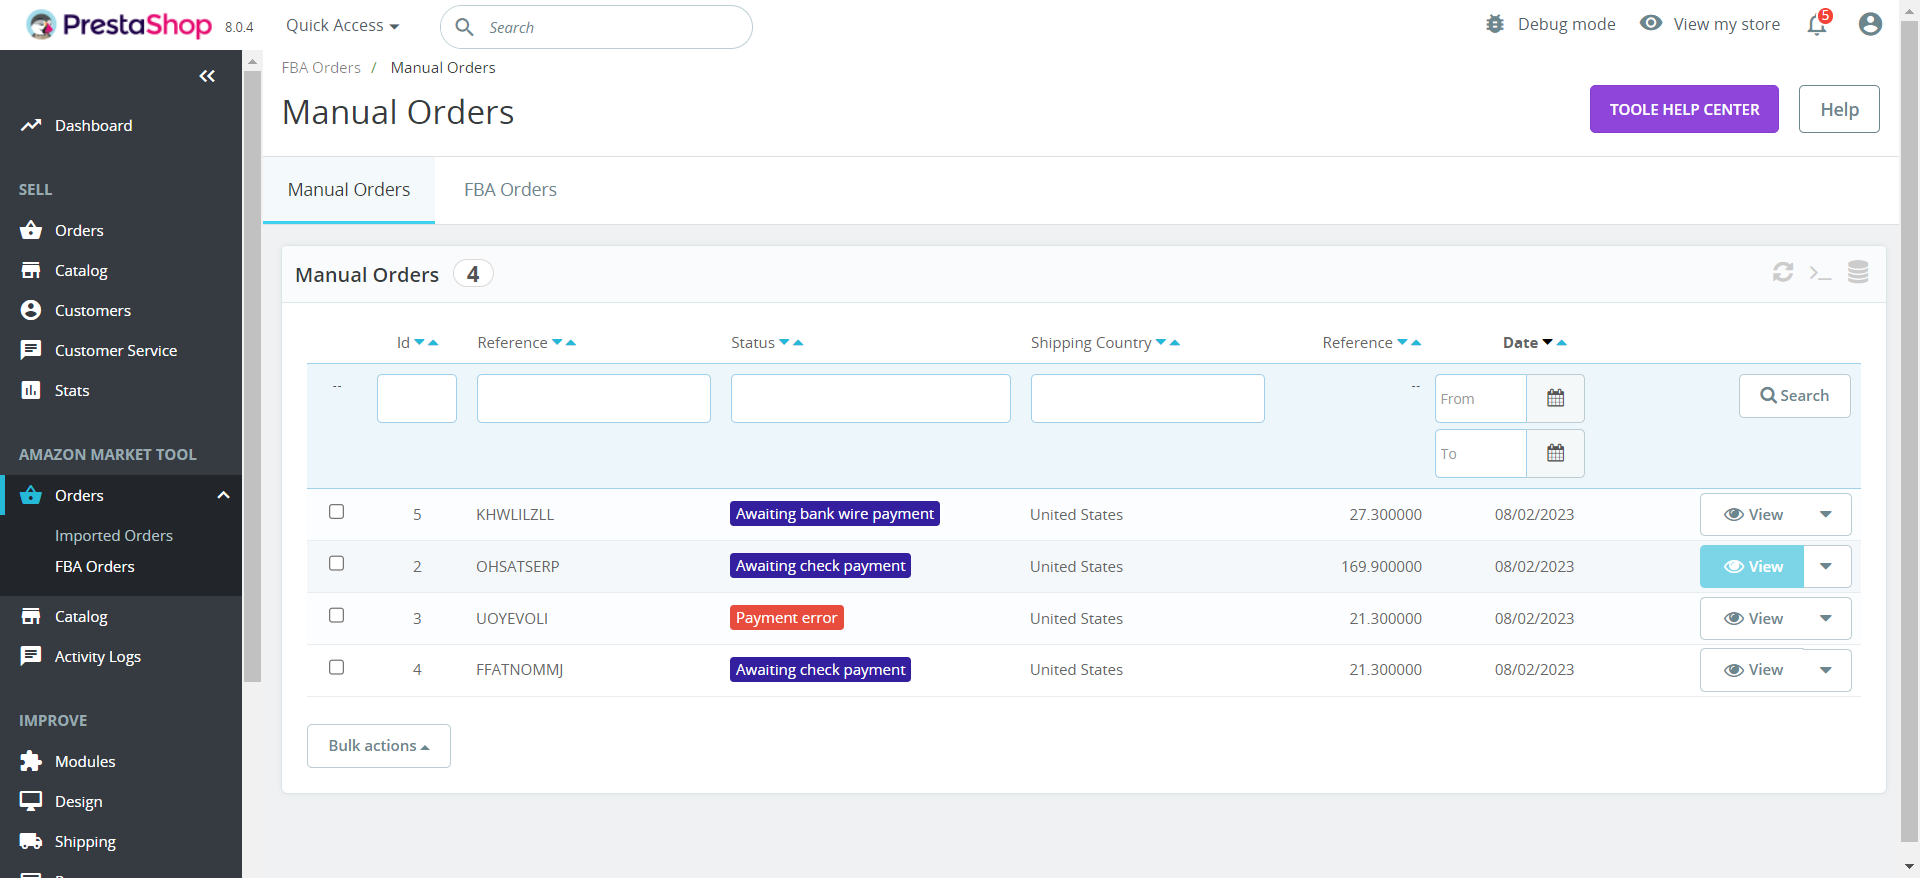 PrestaShop 8.0.4
Quick Access
Search
Debug mode
View my store
5
FBA Orders / Manual Orders
Manual Orders
TOOLE HELP CENTER
Help
Manual Orders
FBA Orders
Dashboard
SELL
Orders
Catalog
Customers
Customer Service
Stats
AMAZON MARKET TOOL
Orders
Imported Orders
FBA Orders
Catalog
Activity Logs
IMPROVE
Modules
Design
Shipping
Manual Orders 4
Id Reference Status Shipping Country Reference Date
-- -- From Search
To
5 KHWLILZLL Awaiting bank wire payment United States 27.300000 08/02/2023 View
2 OHSATSERP Awaiting check payment United States 169.900000 08/02/2023 View
3 UOYEVOLI Payment error United States 21.300000 08/02/2023 View
4 FFATNOMMJ Awaiting check payment United States 21.300000 08/02/2023 View
Bulk actions